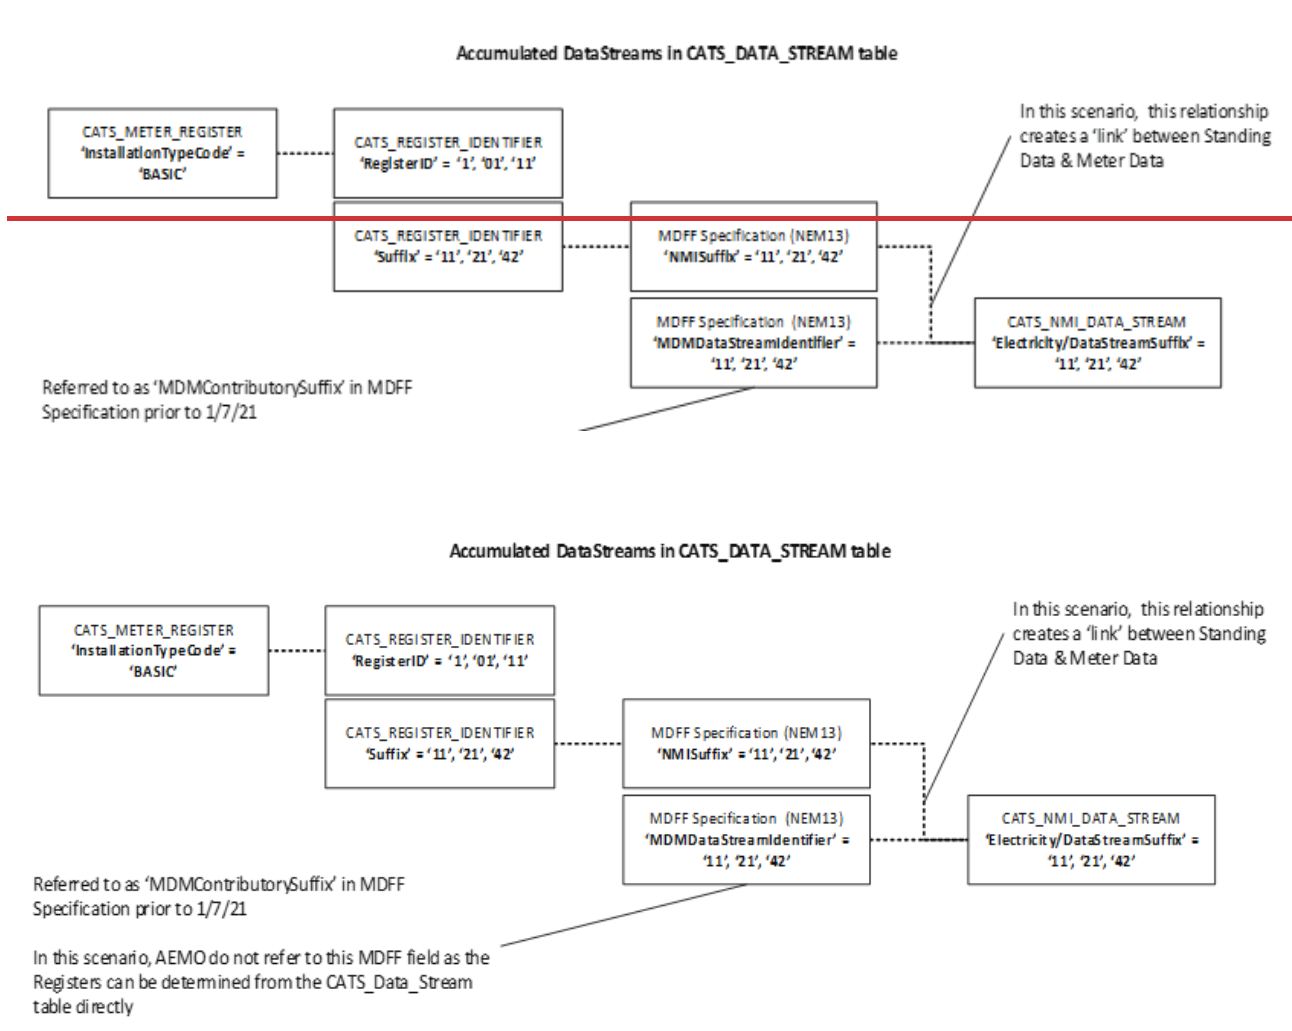 Accumulated DataStreams in CATS_DATA_STREAM table
CATS_METER_REGISTER
'InstallationTypeCode' =
'BASIC'
CATS_REGISTER_IDENTIFIER
'RegisterID' = '1', '01', '11'
In this scenario, this relationship
creates a 'link' between Standing
Data & Meter Data
CATS_REGISTER_IDENTIFIER
'Suffix' = '11', '21', '42'
MDFF Specification (NEM13)
'NMISuffix' = '11', '21', '42'
MDFF Specification (NEM13)
'MDMDataStreamIdentifier' =
'11', '21', '42'
CATS_NMI_DATA_STREAM
'Electricity/DataStreamSuffix' =
'11', '21', '42'
Referred to as 'MDMContributorySuffix' in MDFF
Specification prior to 1/7/21
Accumulated DataStreams in CATS_DATA_STREAM table
CATS_METER_REGISTER
'InstallationTypeCode' =
'BASIC'
CATS_REGISTER_IDENTIFIER
'RegisterID' = '1', '01', '11'
In this scenario, this relationship
creates a 'link' between Standing
Data & Meter Data
CATS_REGISTER_IDENTIFIER
'Suffix' = '11', '21', '42'
MDFF Specification (NEM13)
'NMISuffix' = '11', '21', '42'
MDFF Specification (NEM13)
'MDMDataStreamIdentifier' =
'11', '21', '42'
CATS_NMI_DATA_STREAM
'Electricity/DataStreamSuffix' =
'11', '21', '42'
Referred to as 'MDMContributorySuffix' in MDFF
Specification prior to 1/7/21
In this scenario, AEMO do not refer to this MDFF field as the
Registers can be determined from the CATS_Data_Stream
table directly